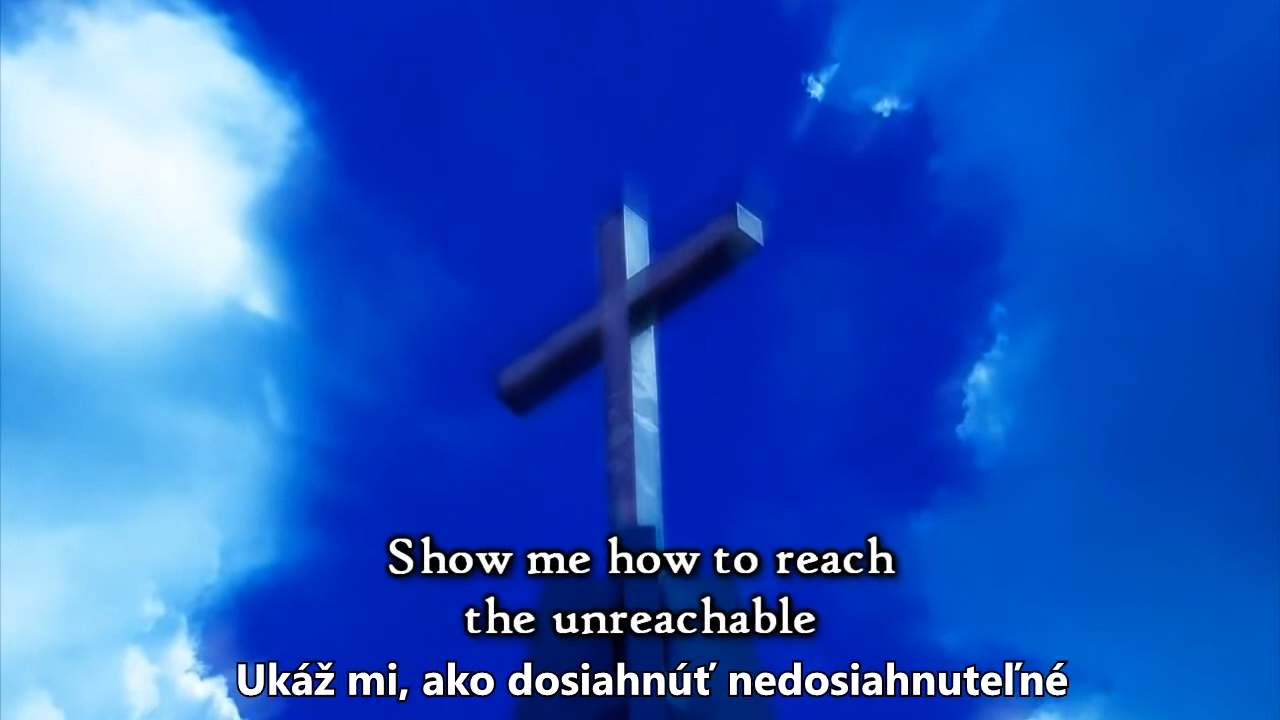 Show me how to reach
the unreachable
Ukáž mi, ako dosiahnúť nedosiahnuteľné